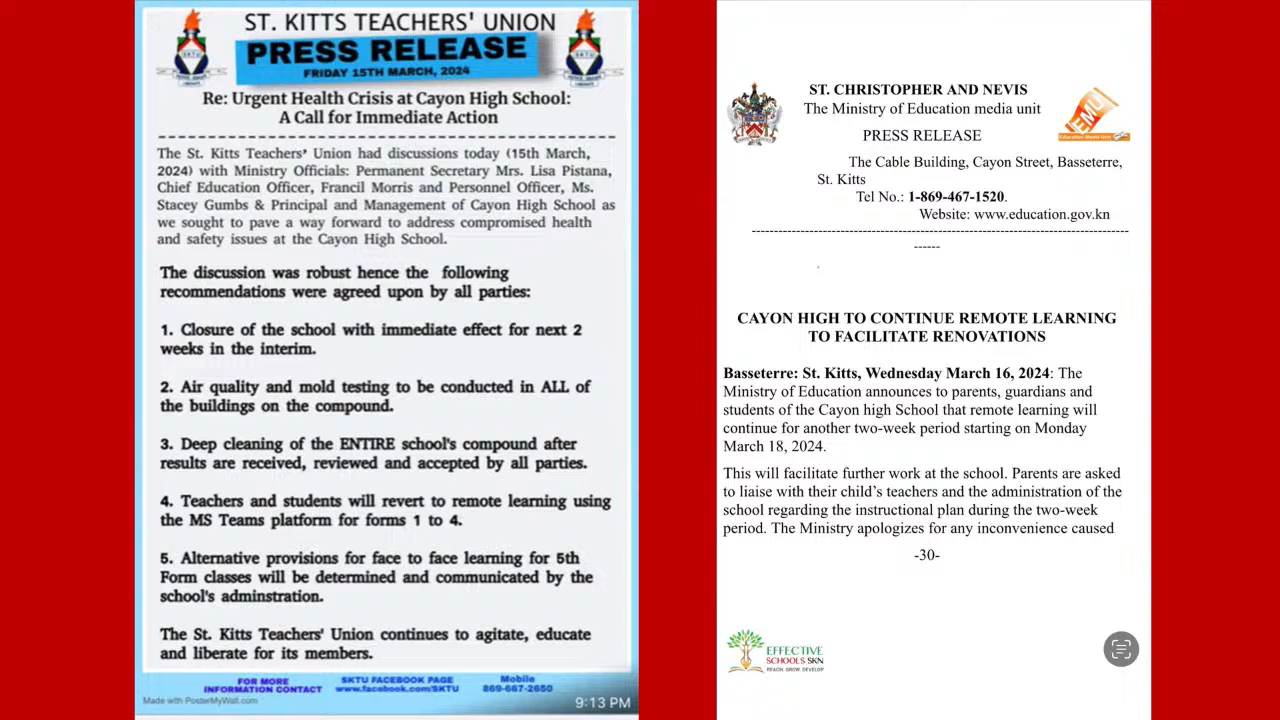 ST. KITTS TEACHERS' UNION
PRESS RELEASE
FRIDAY 15TH MARCH, 2024
SKTU
SKTU
Re: Urgent Health Crisis at Cayon High School:
A Call for Immediate Action
The St. Kitts Teachers' Union had discussions today (15th March,
2024) with Ministry Officials: Permanent Secretary Mrs. Lisa Pistana,
Chief Education Officer, Francil Morris and Personnel Officer, Ms.
Stacey Gumbs & Principal and Management of Cayon High School as
we sought to pave a way forward to address compromised health
and safety issues at the Cayon High School.
The discussion was robust hence the following
recommendations were agreed upon by all parties:
1. Closure of the school with immediate effect for next 2
weeks in the interim.
2. Air quality and mold testing to be conducted in ALL of
the buildings on the compound.
3. Deep cleaning of the ENTIRE school's compound after
results are received, reviewed and accepted by all parties.
4. Teachers and students will revert to remote learning using
the MS Teams platform for forms 1 to 4.
5. Alternative provisions for face to face learning for 5th
Form classes will be determined and communicated by the
school's adminstration.
The St. Kitts Teachers' Union continues to agitate, educate
and liberate for its members.
FOR MORE
INFORMATION CONTACT
SKTU FACEBOOK PAGE
www.facebook.com/SKTU
Mobile
869-667-2650
Made with PosterMyWall.com
9:13 PM
ST. CHRISTOPHER AND NEVIS
The Ministry of Education media unit
PRESS RELEASE
EMU
Education Media Unit
The Cable Building, Cayon Street, Basseterre,
St. Kitts
Tel No.: 1-869-467-1520.
Website: www.education.gov.kn
------------------------------------------------------------------------------------
------
CAYON HIGH TO CONTINUE REMOTE LEARNING
TO FACILITATE RENOVATIONS
Basseterre: St. Kitts, Wednesday March 16, 2024: The
Ministry of Education announces to parents, guardians and
students of the Cayon high School that remote learning will
continue for another two-week period starting on Monday
March 18, 2024.
This will facilitate further work at the school. Parents are asked
to liaise with their child's teachers and the administration of the
school regarding the instructional plan during the two-week
period. The Ministry apologizes for any inconvenience caused
-30-
EFFECTIVE
SCHOOLS SKN
REACH. GROW. DEVELOP